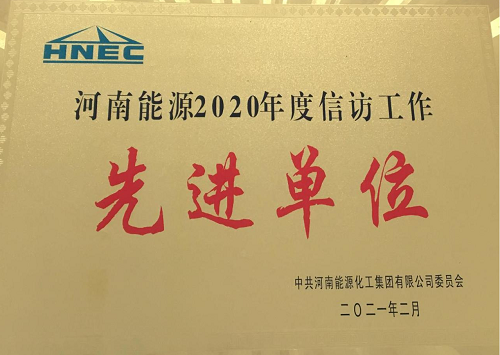 HNEC
河南能源2020年度信访工作
先进单位
中共河南能源化工集团有限公司委员会
二〇二一年二月